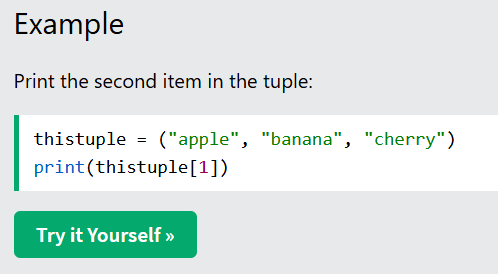 Example
Print the second item in the tuple:
thistuple = ("apple", "banana", "cherry")
print(thistuple[1])
Try it Yourself »